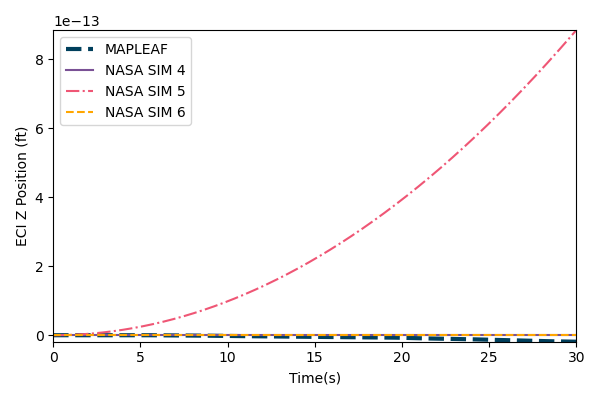 1e−13
MAPLEAF
NASA SIM 4
NASA SIM 5
NASA SIM 6
ECI Z Position (ft)
8
6
4
2
0
0 5 10 15 20 25 30
Time(s)